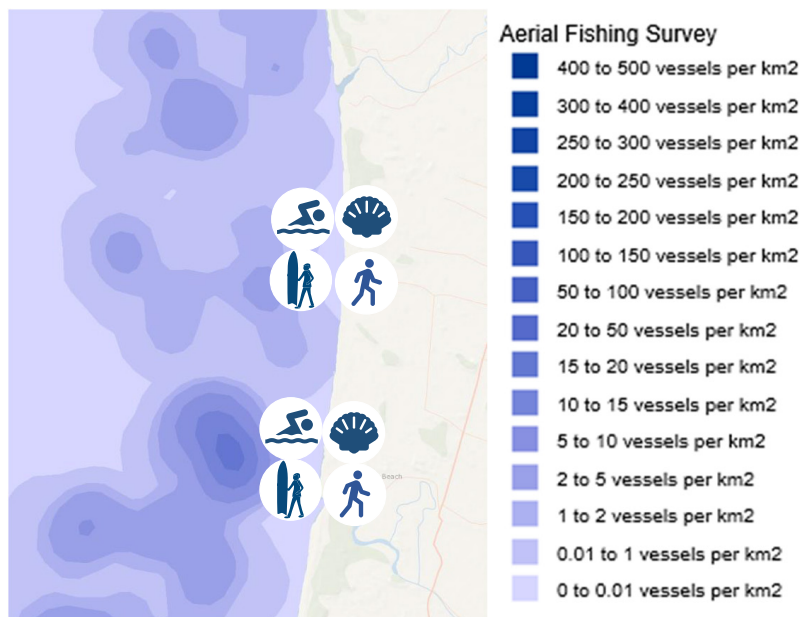 Aerial Fishing Survey
400 to 500 vessels per km2
300 to 400 vessels per km2
250 to 300 vessels per km2
200 to 250 vessels per km2
150 to 200 vessels per km2
100 to 150 vessels per km2
50 to 100 vessels per km2
20 to 50 vessels per km2
15 to 20 vessels per km2
10 to 15 vessels per km2
5 to 10 vessels per km2
2 to 5 vessels per km2
1 to 2 vessels per km2
0.01 to 1 vessels per km2
0 to 0.01 vessels per km2
Beach